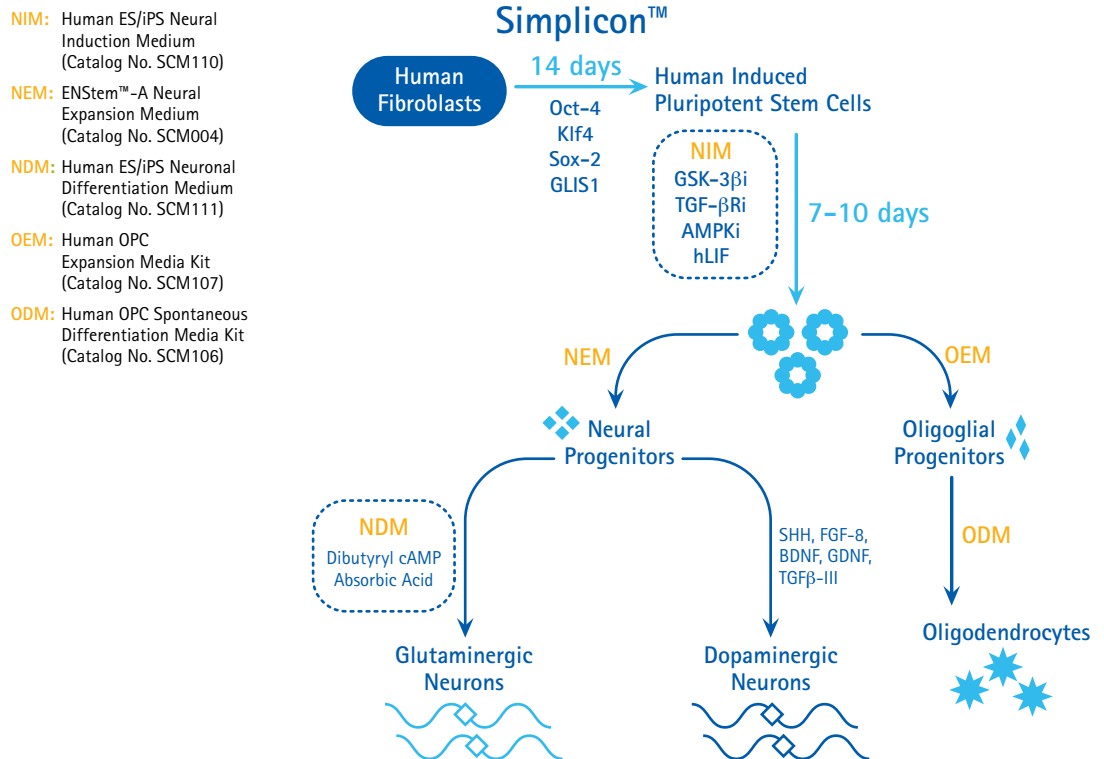 NIM: Human ES/iPS Neural
Induction Medium
(Catalog No. SCM110)
NEM: ENStem™-A Neural
Expansion Medium
(Catalog No. SCM004)
NDM: Human ES/iPS Neuronal
Differentiation Medium
(Catalog No. SCM111)
OEM: Human OPC
Expansion Media Kit
(Catalog No. SCM107)
ODM: Human OPC Spontaneous
Differentiation Media Kit
(Catalog No. SCM106)
Simplicon™
Human
Fibroblasts
14 days
Oct-4
Klf4
Sox-2
GLIS1
Human Induced
Pluripotent Stem Cells
NIM
GSK-3βi
TGF-βRi
AMPKi
hLIF
7-10 days
NEM
OEM
Neural
Progenitors
Oligoglial
Progenitors
NDM
Dibutyryl cAMP
Absorbic Acid
SHH, FGF-8,
BDNF, GDNF,
TGFβ-III
ODM
Glutaminergic
Neurons
Dopaminergic
Neurons
Oligodendrocytes